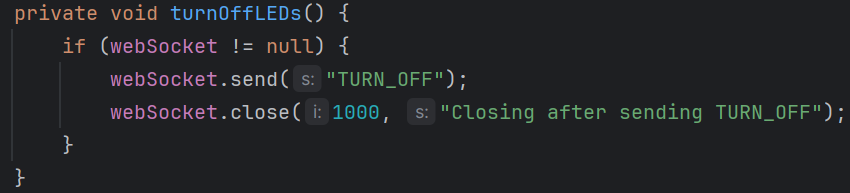 private void turnOffLEDs() {
    if (webSocket != null) {
        webSocket.send( s: "TURN_OFF");
        webSocket.close( i: 1000, s: "Closing after sending TURN_OFF");
    }
}